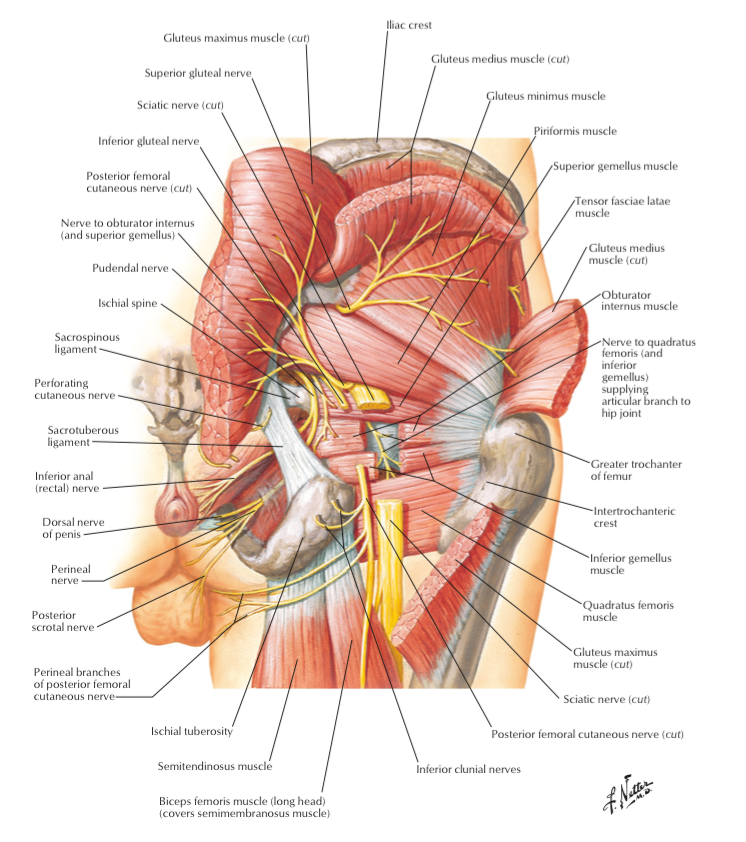 Iliac crest
Gluteus maximus muscle (cut)
Gluteus medius muscle (cut)
Superior gluteal nerve
Gluteus minimus muscle
Sciatic nerve (cut)
Piriformis muscle
Inferior gluteal nerve
Superior gemellus muscle
Posterior femoral
cutaneous nerve (cut)
Tensor fasciae latae
muscle
Nerve to obturator internus
(and superior gemellus)
Gluteus medius
muscle (cut)
Pudendal nerve
Obturator
internus muscle
Ischial spine
Nerve to quadratus
femoris (and
inferior
gemellus)
supplying
articular branch to
hip joint
Sacrospinous
ligament
Perforating
cutaneous nerve
Sacrotuberous
ligament
Greater trochanter
of femur
Inferior anal
(rectal) nerve
Intertrochanteric
crest
Dorsal nerve
of penis
Inferior gemellus
muscle
Perineal
nerve
Quadratus femoris
muscle
Posterior
scrotal nerve
Gluteus maximus
muscle (cut)
Perineal branches
of posterior femoral
cutaneous nerve
Sciatic nerve (cut)
Ischial tuberosity
Posterior femoral cutaneous nerve (cut)
Semitendinosus muscle
Inferior clunial nerves
Biceps femoris muscle (long head)
(covers semimembranosus muscle)
F. Netter
M.D.